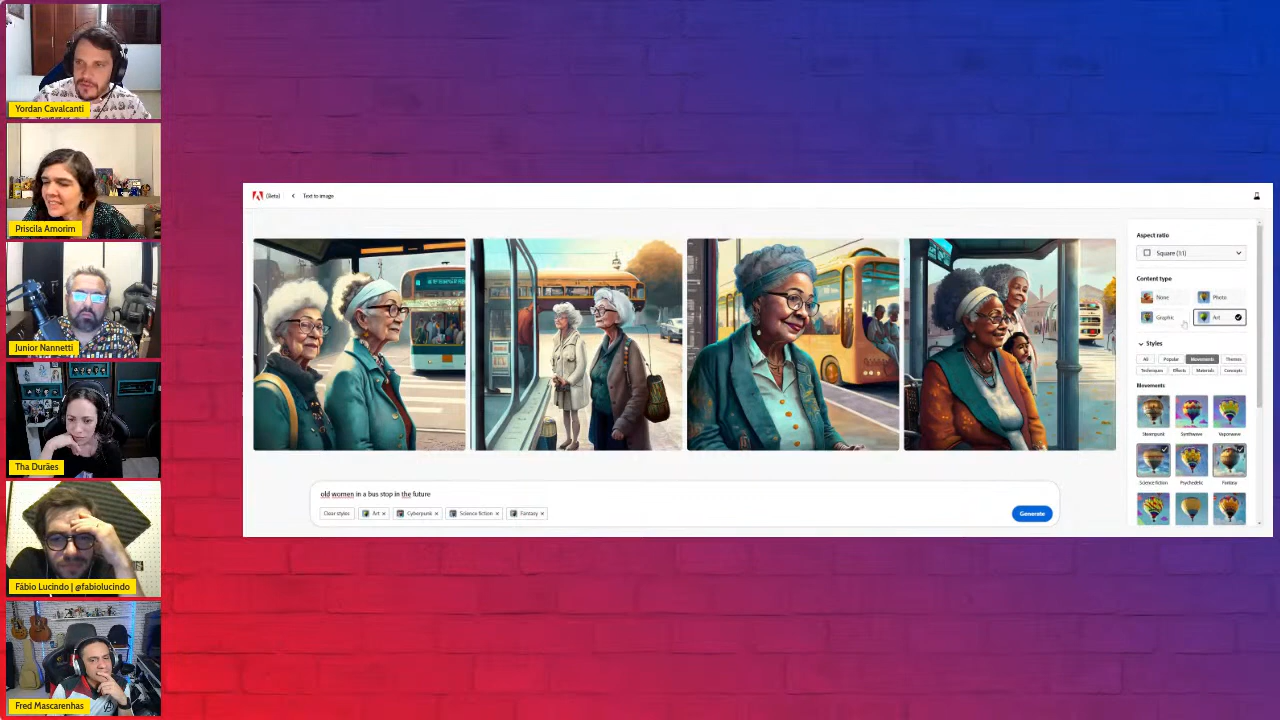 Yordan Cavalcanti
Priscila Amorim
Junior Nannetti
Tha Durães
Fábio Lucindo | @fabiolucindo
Fred Mascarenhas
(Beta)
Text to image
old women in a bus stop in the future
Clear styles
Art
Cyberpunk
Science fiction
Fantasy
Generate
Aspect ratio
Square (1:1)
Content type
None
Photo
Graphic
Art
Styles
All
Popular
Movements
Themes
Techniques
Effects
Materials
Concepts
Movements
Steampunk
Synthwave
Vaporwave
Science fiction
Psychedelic
Fantasy